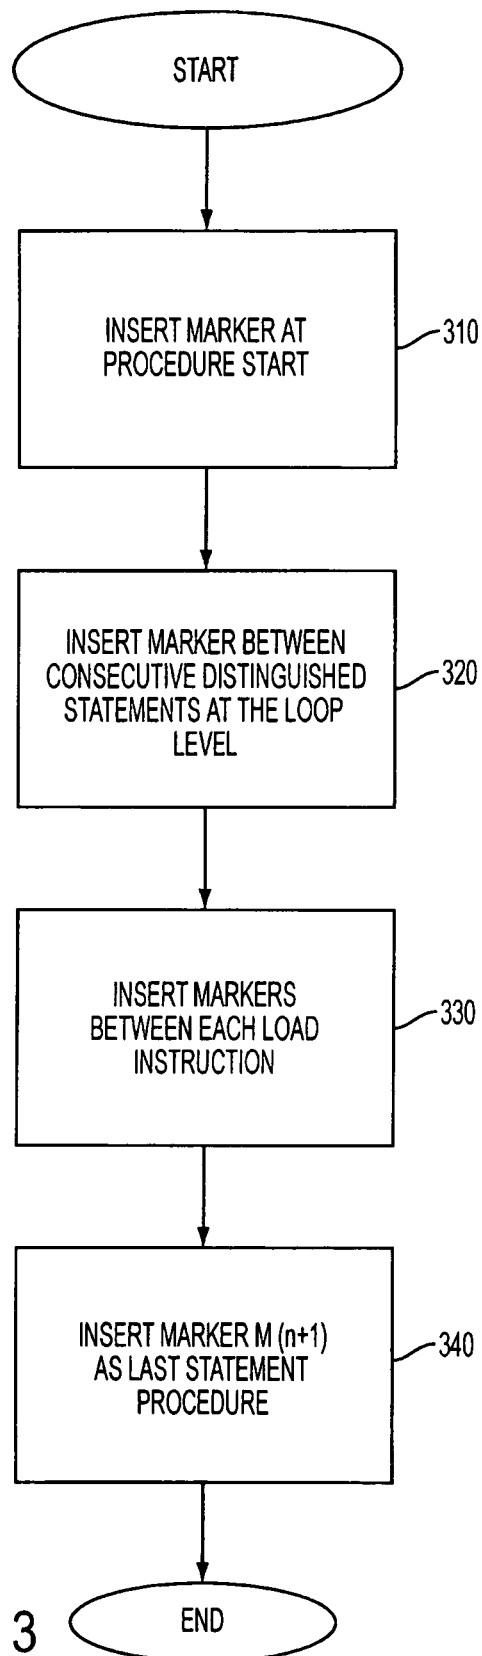 START
INSERT MARKER AT
PROCEDURE START
310
INSERT MARKER BETWEEN
CONSECUTIVE DISTINGUISHED
STATEMENTS AT THE LOOP
LEVEL
320
INSERT MARKERS
BETWEEN EACH LOAD
INSTRUCTION
330
INSERT MARKER M (n+1)
AS LAST STATEMENT
PROCEDURE
340
END
3